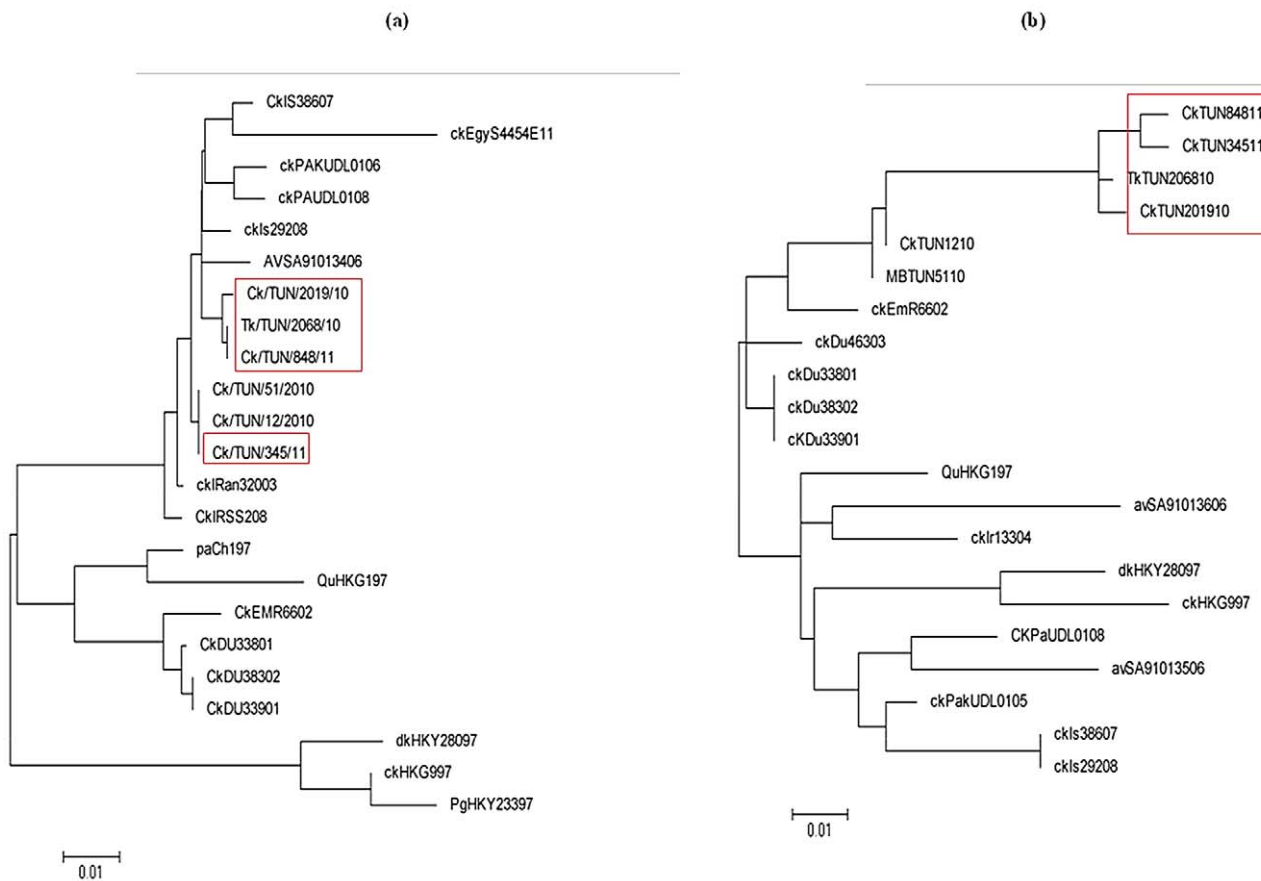 (a)
CkIS38607
ckEgyS4454E11
ckPAKUDL0106
ckPAUDL0108
ckIs29208
AVSA91013406
Ck/TUN/2019/10
Tk/TUN/2068/10
Ck/TUN/848/11
Ck/TUN/51/2010
Ck/TUN/12/2010
Ck/TUN/345/11
ckIRan32003
CkIRSS208
paCh197
QuHKG197
CkEMR6602
CkDU33801
CkDU38302
CkDU33901
dkHKY28097
ckHKG997
PgHKY23397
0.01
(b)
CkTUN84811
CkTUN34511
TkTUN206810
CkTUN201910
CkTUN1210
MBTUN5110
ckEmR6602
ckDu46303
ckDu33801
ckDu38302
cKDu33901
QuHKG197
avSA91013606
ckIr13304
dkHKY28097
ckHKG997
CKPaUDL0108
avSA91013506
ckPakUDL0105
ckIs38607
ckIs29208
0.01